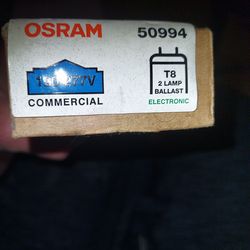 OSRAM 50994
COMMERCIAL
T8
2 LAMP
BALLAST
ELECTRONIC